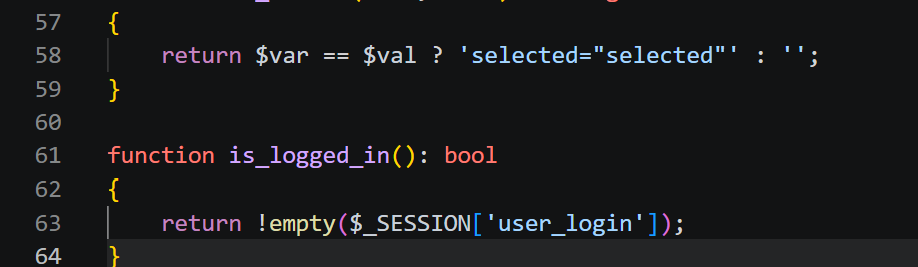 57 {
58 return $var == $val ? 'selected="selected"' : '';
59 }
60
61 function is_logged_in(): bool
62 {
63 return !empty($_SESSION['user_login']);
64 }